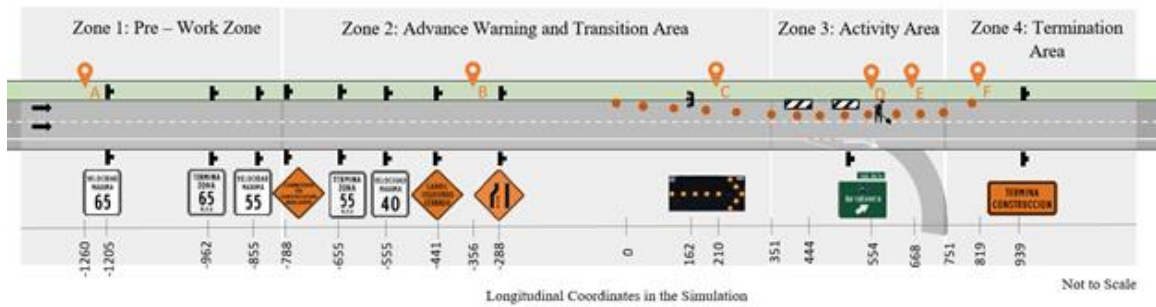 Zone 1: Pre – Work Zone
Zone 2: Advance Warning and Transition Area
Zone 3: Activity Area
Zone 4: Termination
Area
A
B
C
D
E
F
VELOCIDAD
MAXIMA
65
TERMINA
ZONA
65
VELOCIDAD
MAXIMA
55
TERMINA
ZONA
55
VELOCIDAD
MAXIMA
40
CARRIL
IZQUIERDO
CERRADO
TERMINA
CONSTRUCCION
-1260
-1205
-962
-855
-788
-655
-555
-441
-356
-288
0
162
210
351
444
554
668
751
819
939
Not to Scale
Longitudinal Coordinates in the Simulation